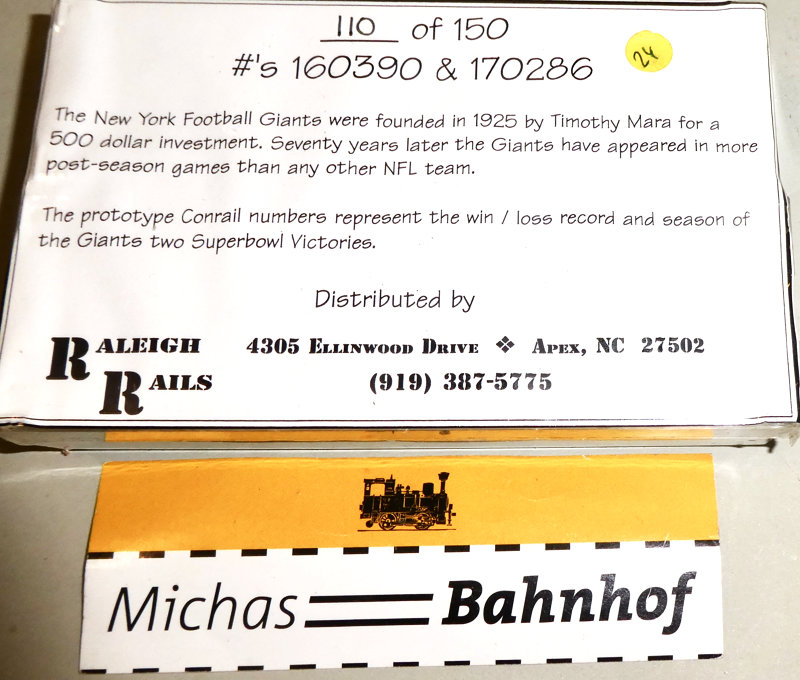 110 of 150
#'s 160390 & 170286
24
The New York Football Giants were founded in 1925 by Timothy Mara for a
500 dollar investment. Seventy years later the Giants have appeared in more
post-season games than any other NFL team.
The prototype Conrail numbers represent the win / loss record and season of
the Giants two Superbowl Victories.
Distributed by
RALEIGH RAILS
4305 ELLINWOOD DRIVE ❖ APEX, NC 27502
(919) 387-5775
Michas Bahnhof